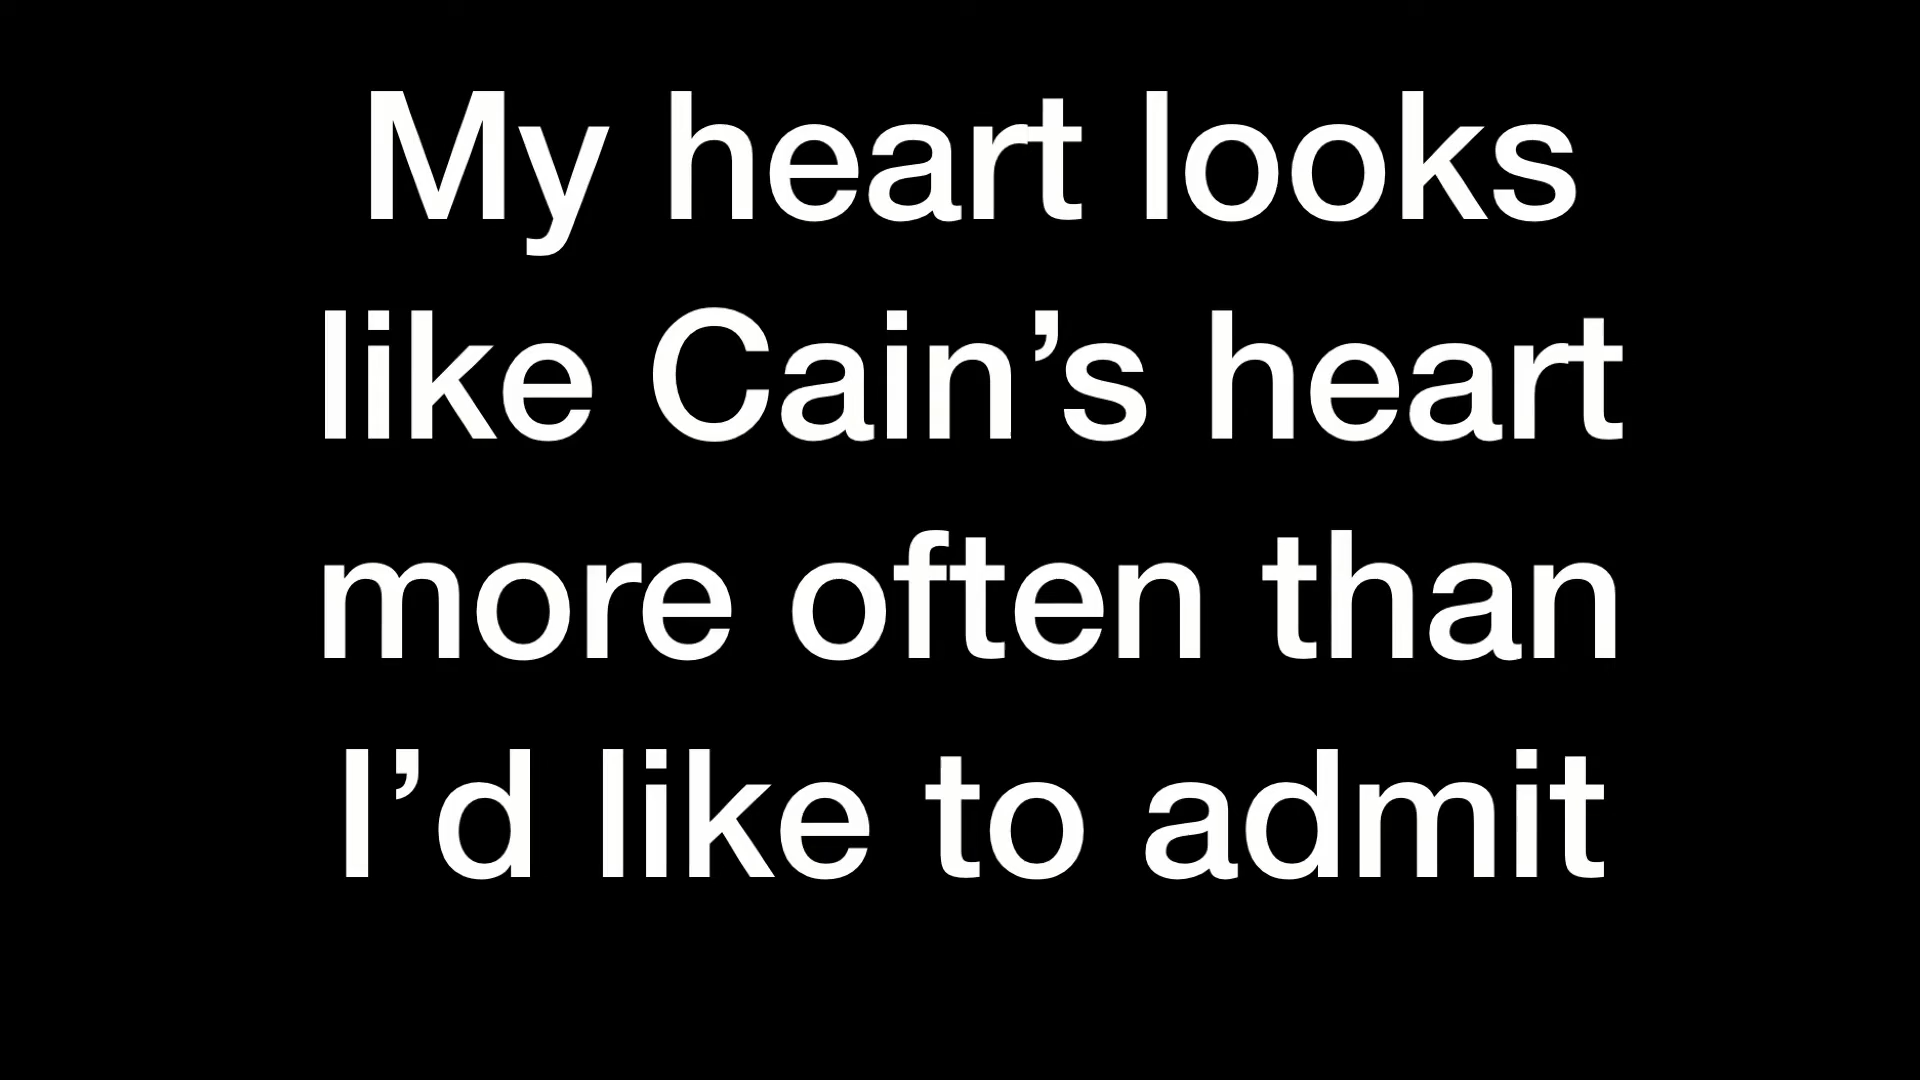 My heart looks
like Cain’s heart
more often than
I’d like to admit